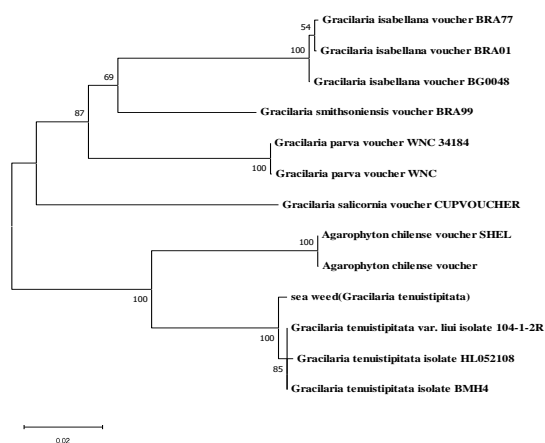 Gracilaria isabellana voucher BRA77
54
Gracilaria isabellana voucher BRA01
100
Gracilaria isabellana voucher BG0048
69
Gracilaria smithsoniensis voucher BRA99
87
Gracilaria parva voucher WNC 34184
100
Gracilaria parva voucher WNC
Gracilaria salicornia voucher CUPVOUCHER
Agarophyton chilense voucher SHEL
100
Agarophyton chilense voucher
100
sea weed(Gracilaria tenuistipitata)
Gracilaria tenuistipitata var. liui isolate 104-1-2R
100
Gracilaria tenuistipitata isolate HL052108
85
Gracilaria tenuistipitata isolate BMH4
0.02